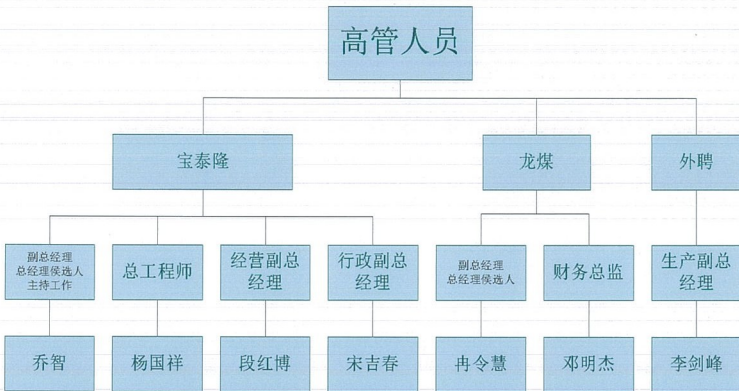 高管人员
宝泰隆
龙煤
外聘
副总经理
总经理侯选人
主持工作
总工程师
经营副总
经理
行政副总
经理
副总经理
总经理侯选人
财务总监
生产副总
经理
乔智
杨国祥
段红博
宋吉春
冉令慧
邓明杰
李剑峰